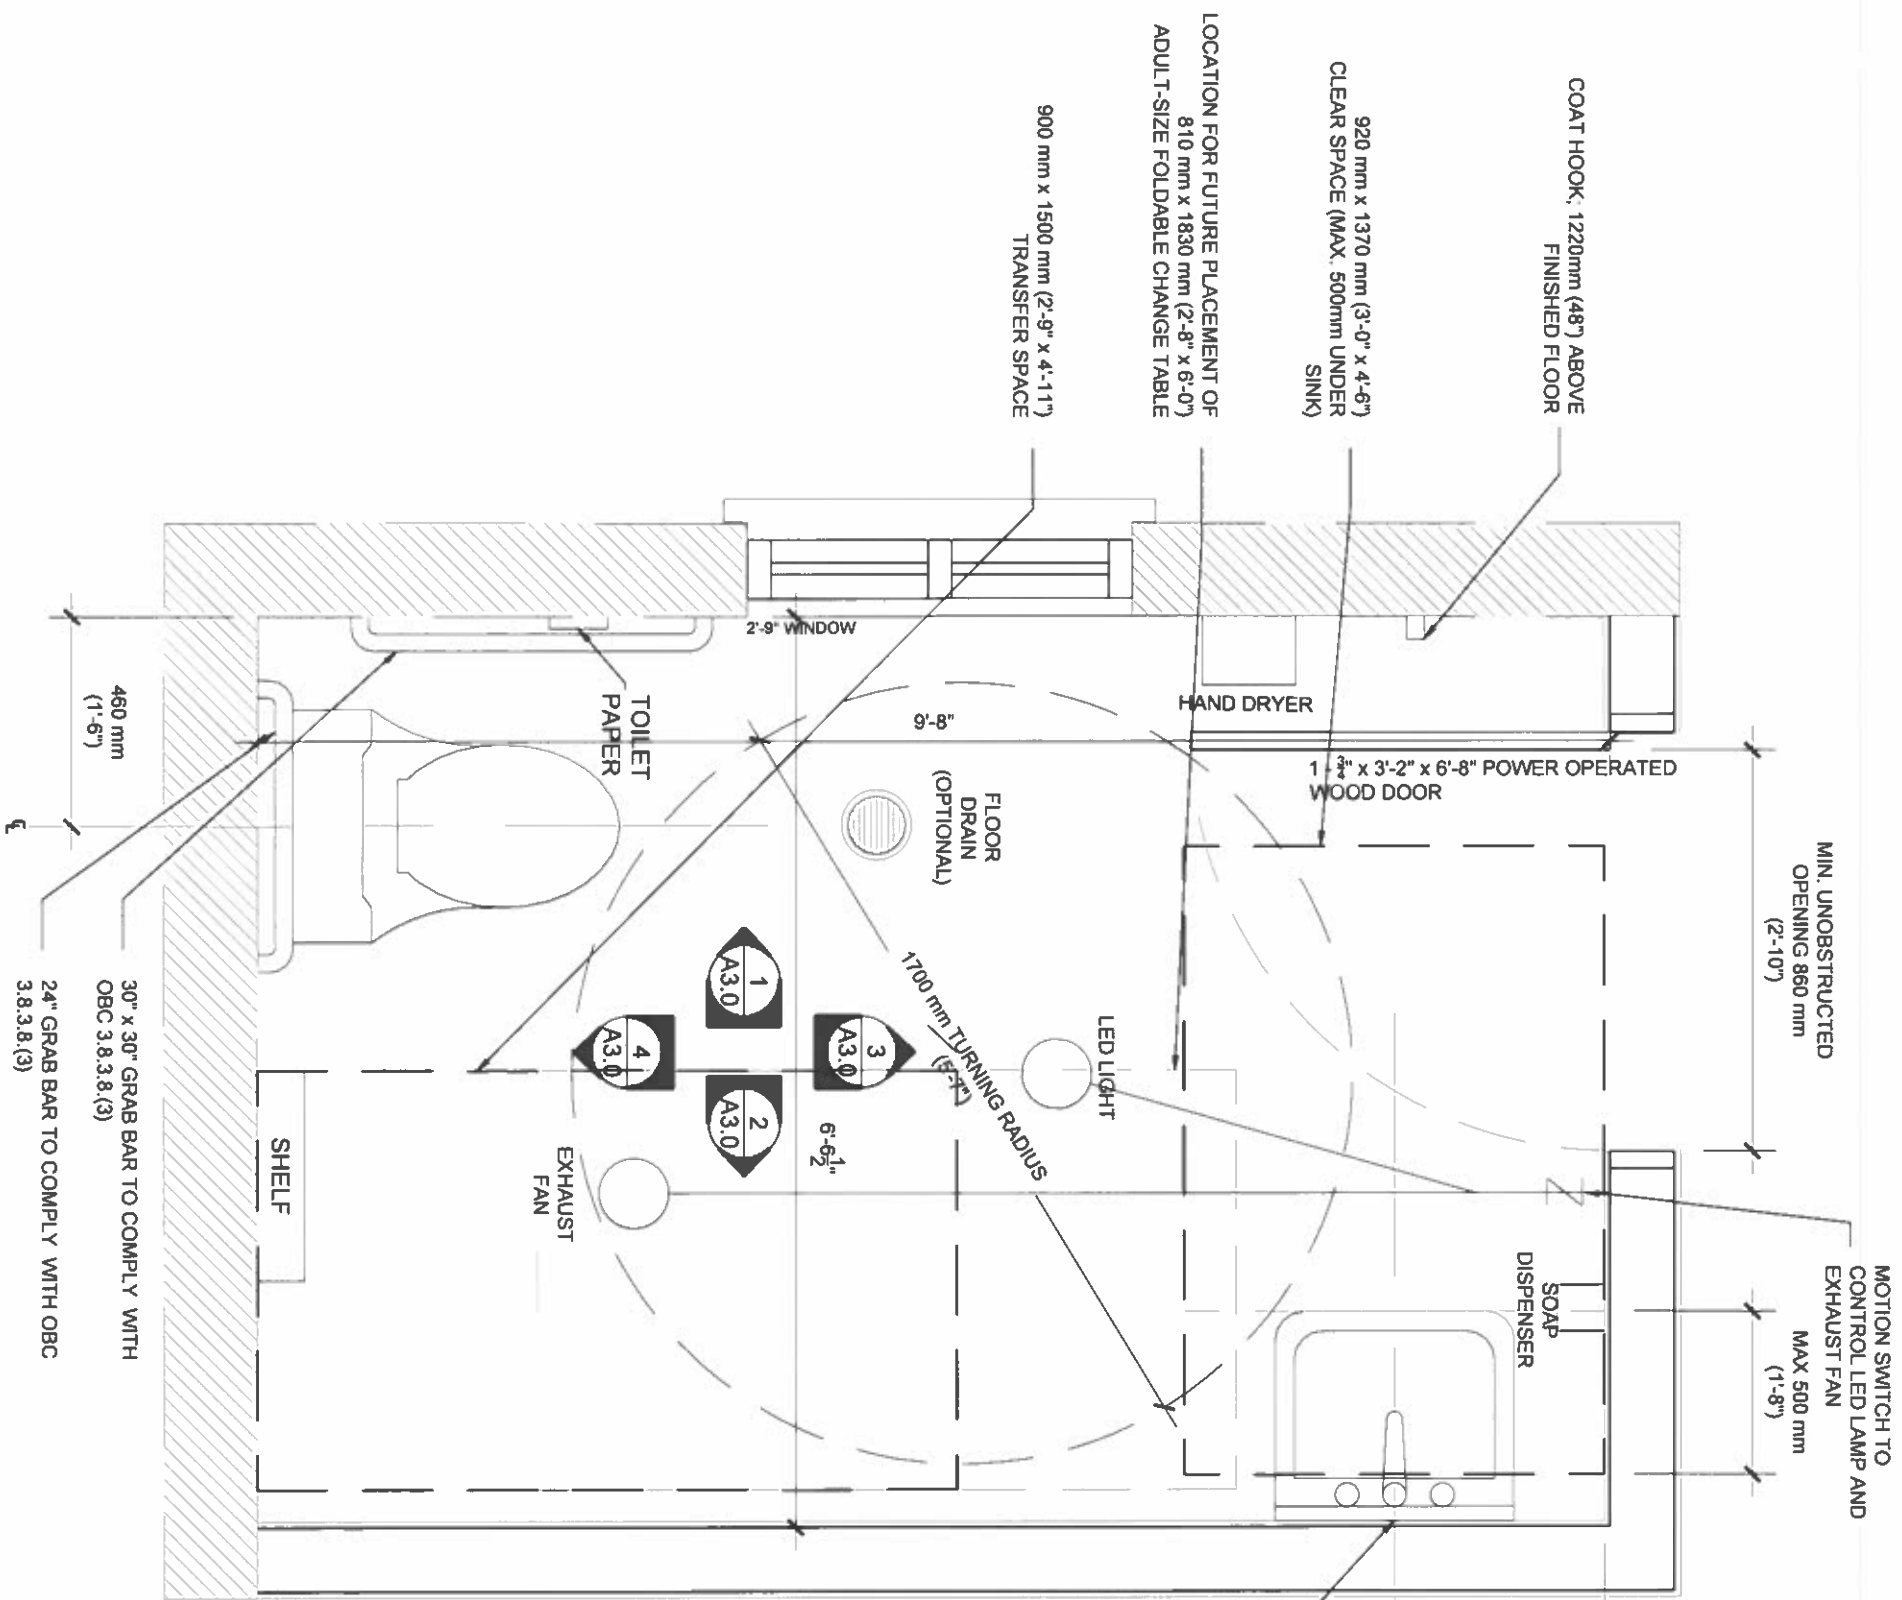 COAT HOOK, 1220mm (48") ABOVE
FINISHED FLOOR
920 mm x 1370 mm (3'-0" x 4'-6")
CLEAR SPACE (MAX. 500mm UNDER
SINK)
LOCATION FOR FUTURE PLACEMENT OF
810 mm x 1830 mm (2'-8" x 6'-0")
ADULT-SIZE FOLDABLE CHANGE TABLE
900 mm x 1500 mm (2'-9" x 4'-11")
TRANSFER SPACE
MIN. UNOBSTRUCTED
OPENING 860 mm
(2'-10")
MOTION SWITCH TO
CONTROL LED LAMP AND
EXHAUST FAN
MAX 500 mm
(1'-8")
2'-9" WINDOW
HAND DRYER
1 - 3/4" x 3'-2" x 6'-8" POWER OPERATED
WOOD DOOR
9'-8"
TOILET
PAPER
FLOOR
DRAIN
(OPTIONAL)
1700 mm TURNING RADIUS
(5'-7")
LED LIGHT
SOAP
DISPENSER
1
A3.0
2
A3.0
3
A3.0
4
A3.0
6'-6 1/2"
EXHAUST
FAN
SHELF
460 mm
(1'-6")
℄
30" x 30" GRAB BAR TO COMPLY WITH
OBC 3.8.3.8.(3)
24" GRAB BAR TO COMPLY WITH OBC
3.8.3.8.(3)